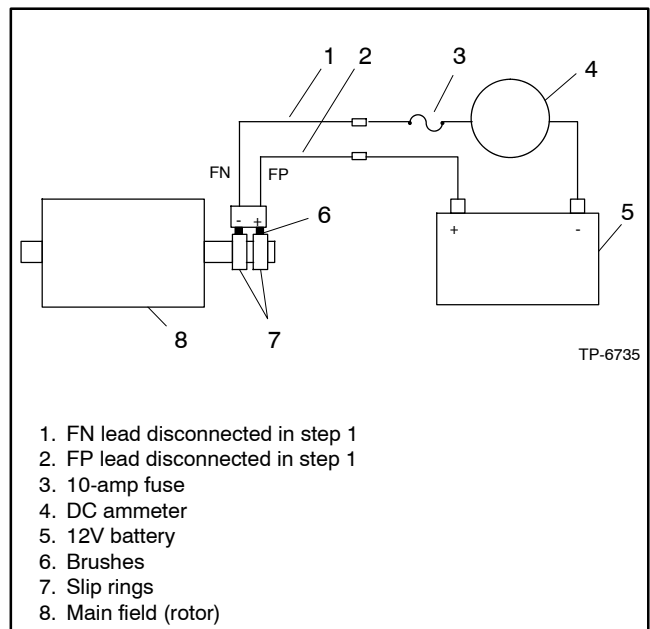 1 2 3 4
FN FP
- +
6
+ -
5
8 7
TP-6735
1. FN lead disconnected in step 1
2. FP lead disconnected in step 1
3. 10-amp fuse
4. DC ammeter
5. 12V battery
6. Brushes
7. Slip rings
8. Main field (rotor)